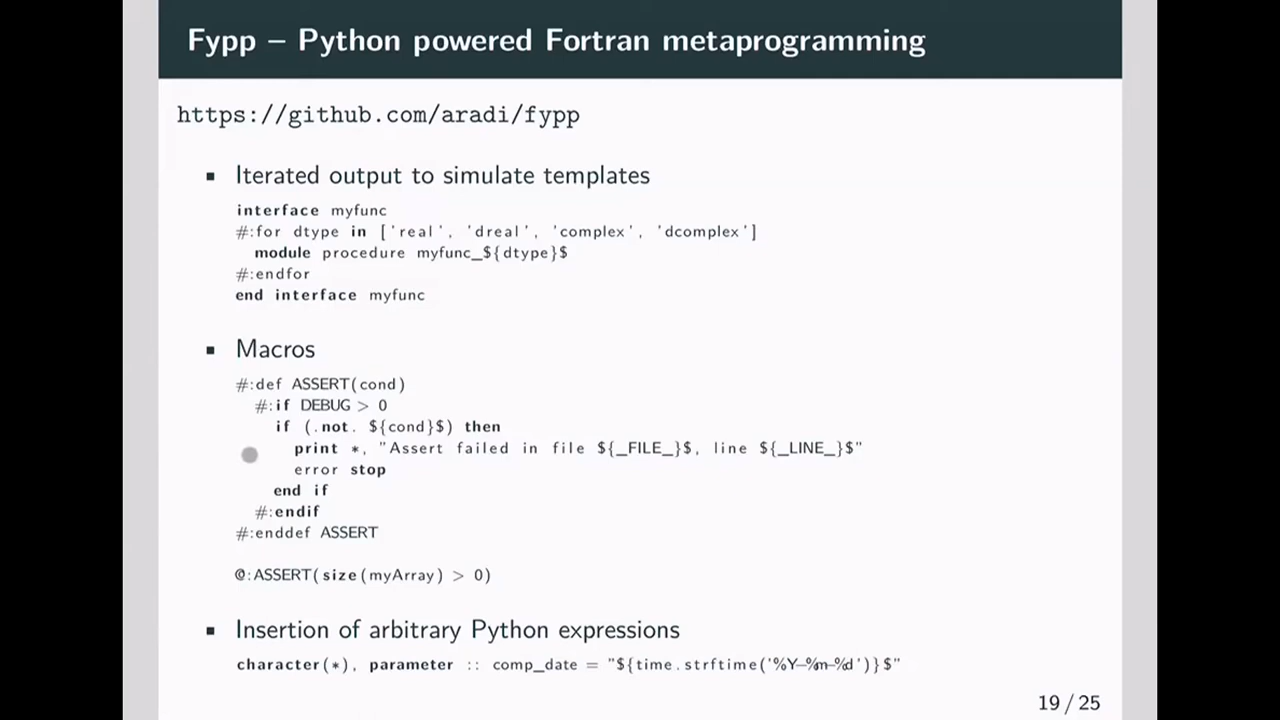 Fypp – Python powered Fortran metaprogramming
https://github.com/aradi/fypp
▪ Iterated output to simulate templates
interface myfunc
#:for dtype in ['real', 'dreal', 'complex', 'dcomplex']
module procedure myfunc_${dtype}$
#:endfor
end interface myfunc
▪ Macros
#:def ASSERT(cond)
#:if DEBUG > 0
if (.not. ${cond}$) then
print *, "Assert failed in file ${_FILE_}$, line ${_LINE_}$"
error stop
end if
#:endif
#:enddef ASSERT
@:ASSERT(size(myArray) > 0)
▪ Insertion of arbitrary Python expressions
character(*), parameter :: comp_date = "${time.strftime('%Y-%m-%d')}$"
19 / 25